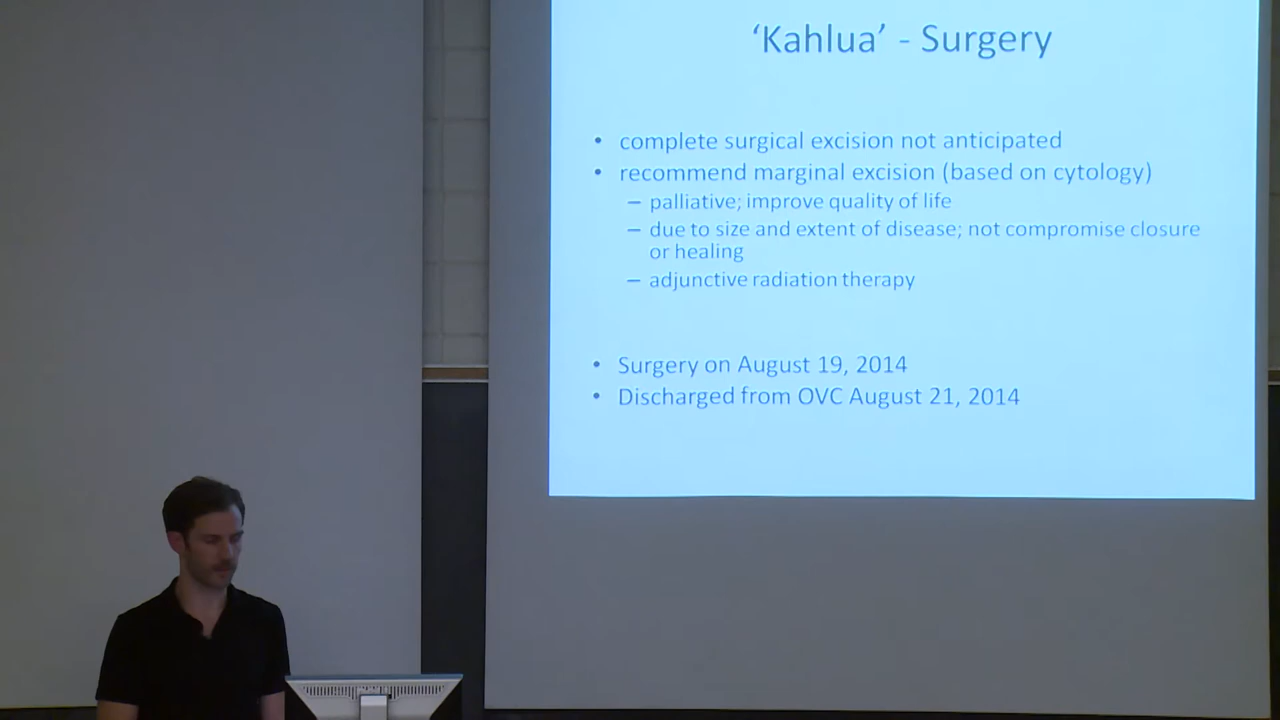 ‘Kahlua’ - Surgery
• complete surgical excision not anticipated
• recommend marginal excision (based on cytology)
– palliative; improve quality of life
– due to size and extent of disease; not compromise closure
or healing
– adjunctive radiation therapy
• Surgery on August 19, 2014
• Discharged from OVC August 21, 2014